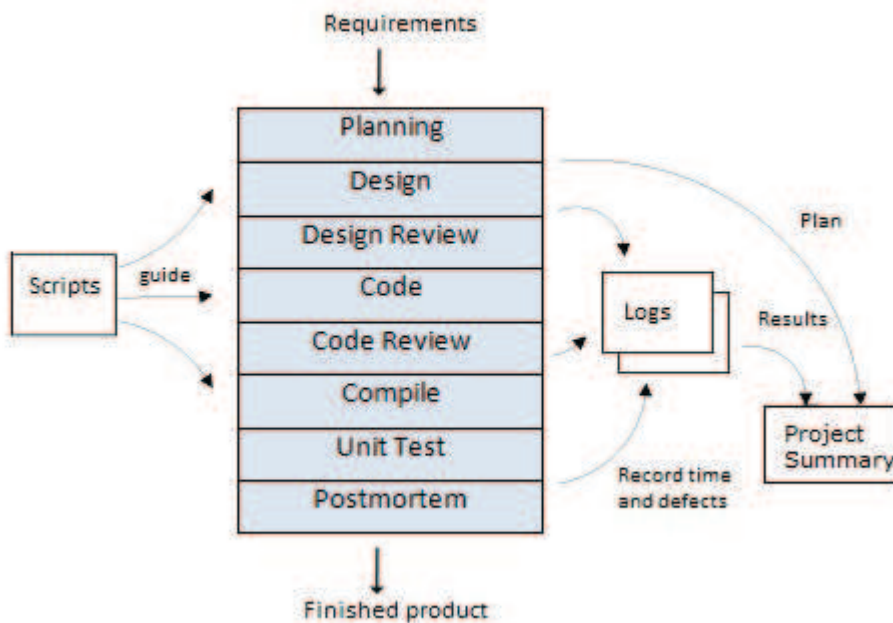 Requirements
Planning
Design
Design Review
Code
Code Review
Compile
Unit Test
Postmortem
Scripts
guide
Logs
Plan
Results
Project
Summary
Record time
and defects
Finished product